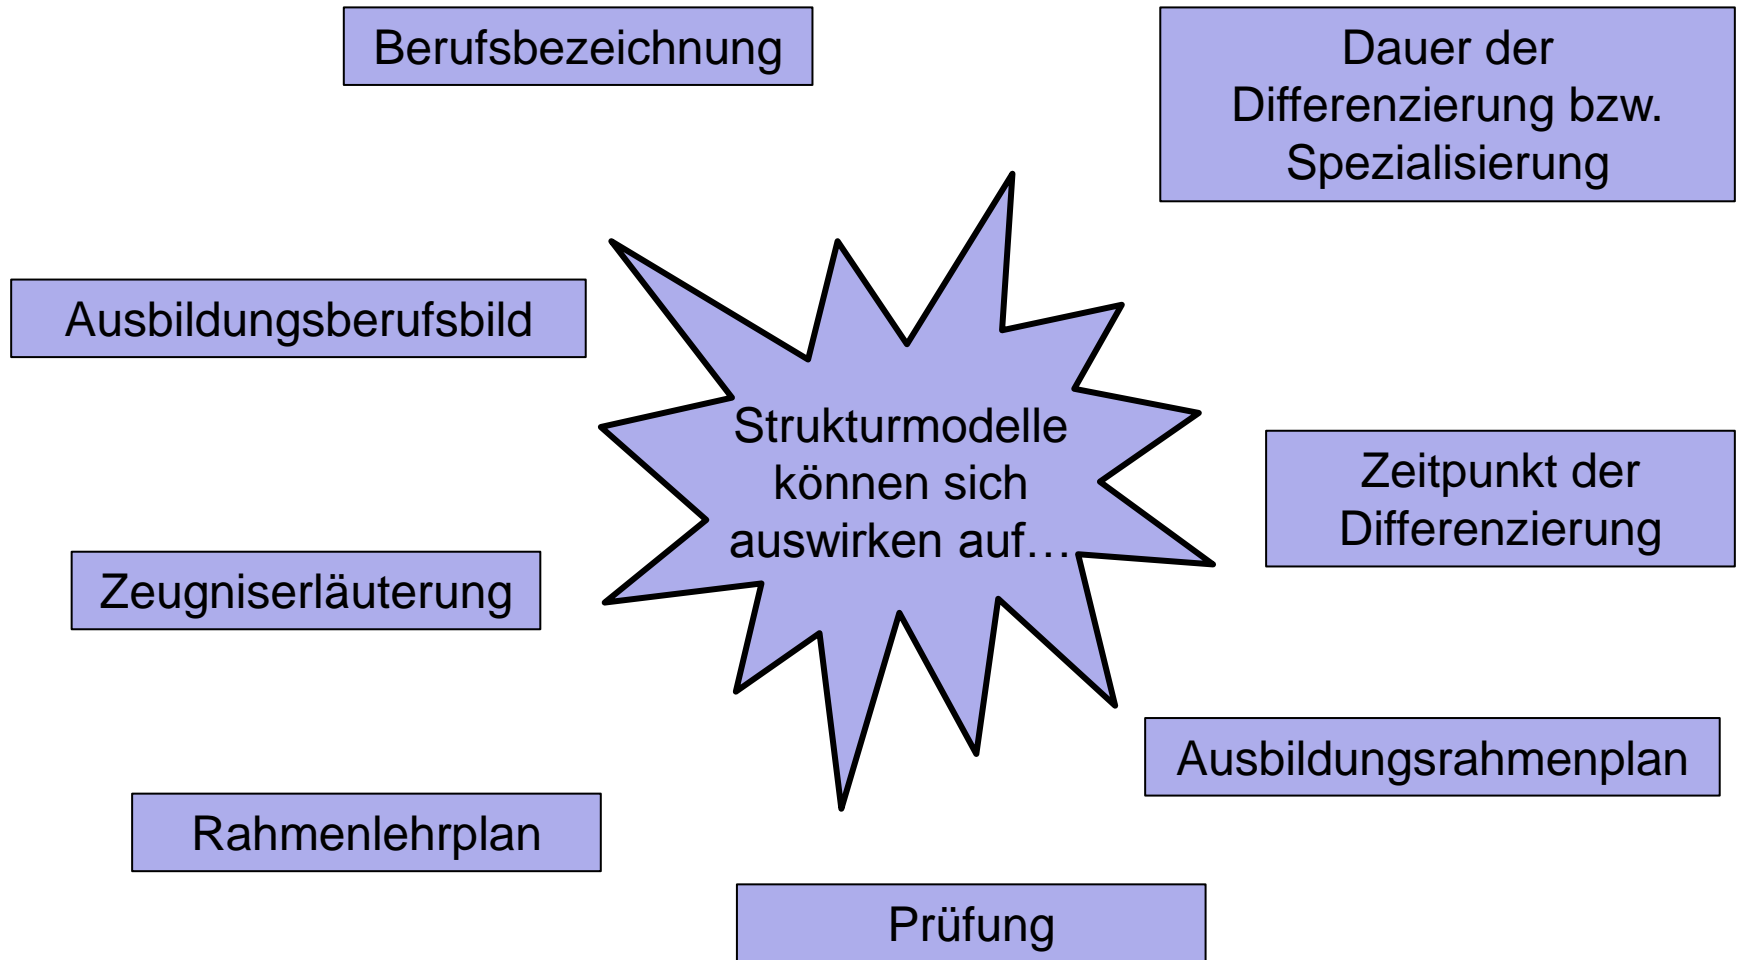 Berufsbezeichnung
Dauer der
Differenzierung bzw.
Spezialisierung
Ausbildungsberufsbild
Strukturmodelle
können sich
auswirken auf…
Zeitpunkt der
Differenzierung
Zeugniserläuterung
Ausbildungsrahmenplan
Rahmenlehrplan
Prüfung